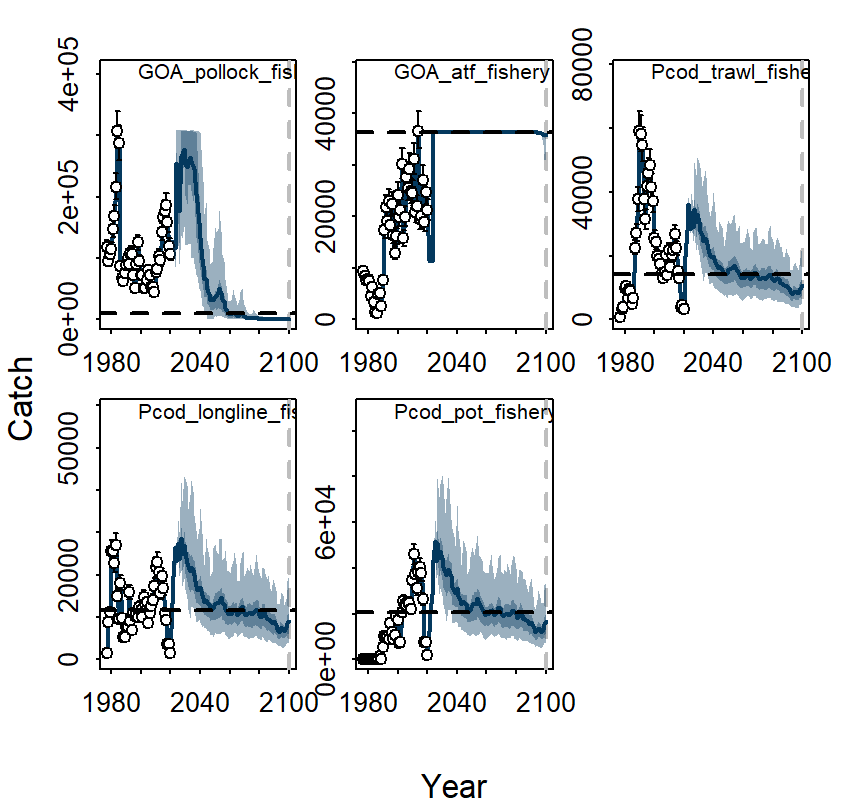 GOA_pollock_fish
0e+00 2e+05 4e+05
1980 2040 2100
GOA_atf_fishery
0 20000 40000
1980 2040 2100
Pcod_trawl_fishe
0 40000 80000
1980 2040 2100
Pcod_longline_fis
0 20000 50000
1980 2040 2100
Pcod_pot_fishery
0e+00 6e+04
1980 2040 2100
Catch
Year